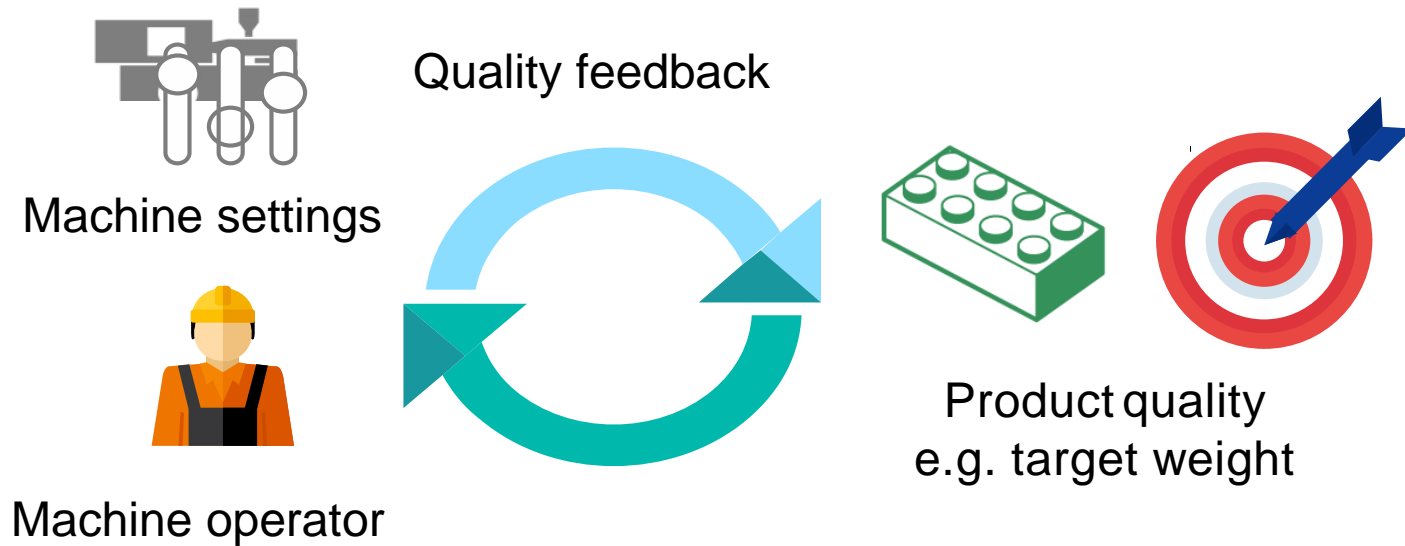 Quality feedback
Machine settings
Product quality
e.g. target weight
Machine operator